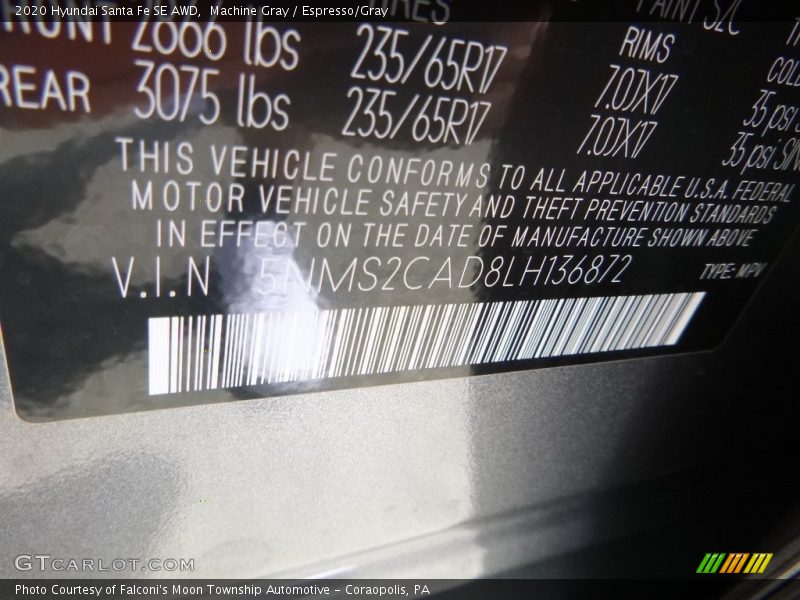 2020 Hyundai Santa Fe SE AWD, Machine Gray / Espresso/Gray
PAINT S2C
2666 lbs 235/65R17 RIMS
REAR 3075 lbs 235/65R17 7.0JX17
7.0JX17
THIS VEHICLE CONFORMS TO ALL APPLICABLE U.S.A. FEDERAL
MOTOR VEHICLE SAFETY AND THEFT PREVENTION STANDARDS
IN EFFECT ON THE DATE OF MANUFACTURE SHOWN ABOVE
V.I.N 5NMS2CAD8LH136872 TYPE: MPV
GTCARLOT.COM
Photo Courtesy of Falconi's Moon Township Automotive - Coraopolis, PA